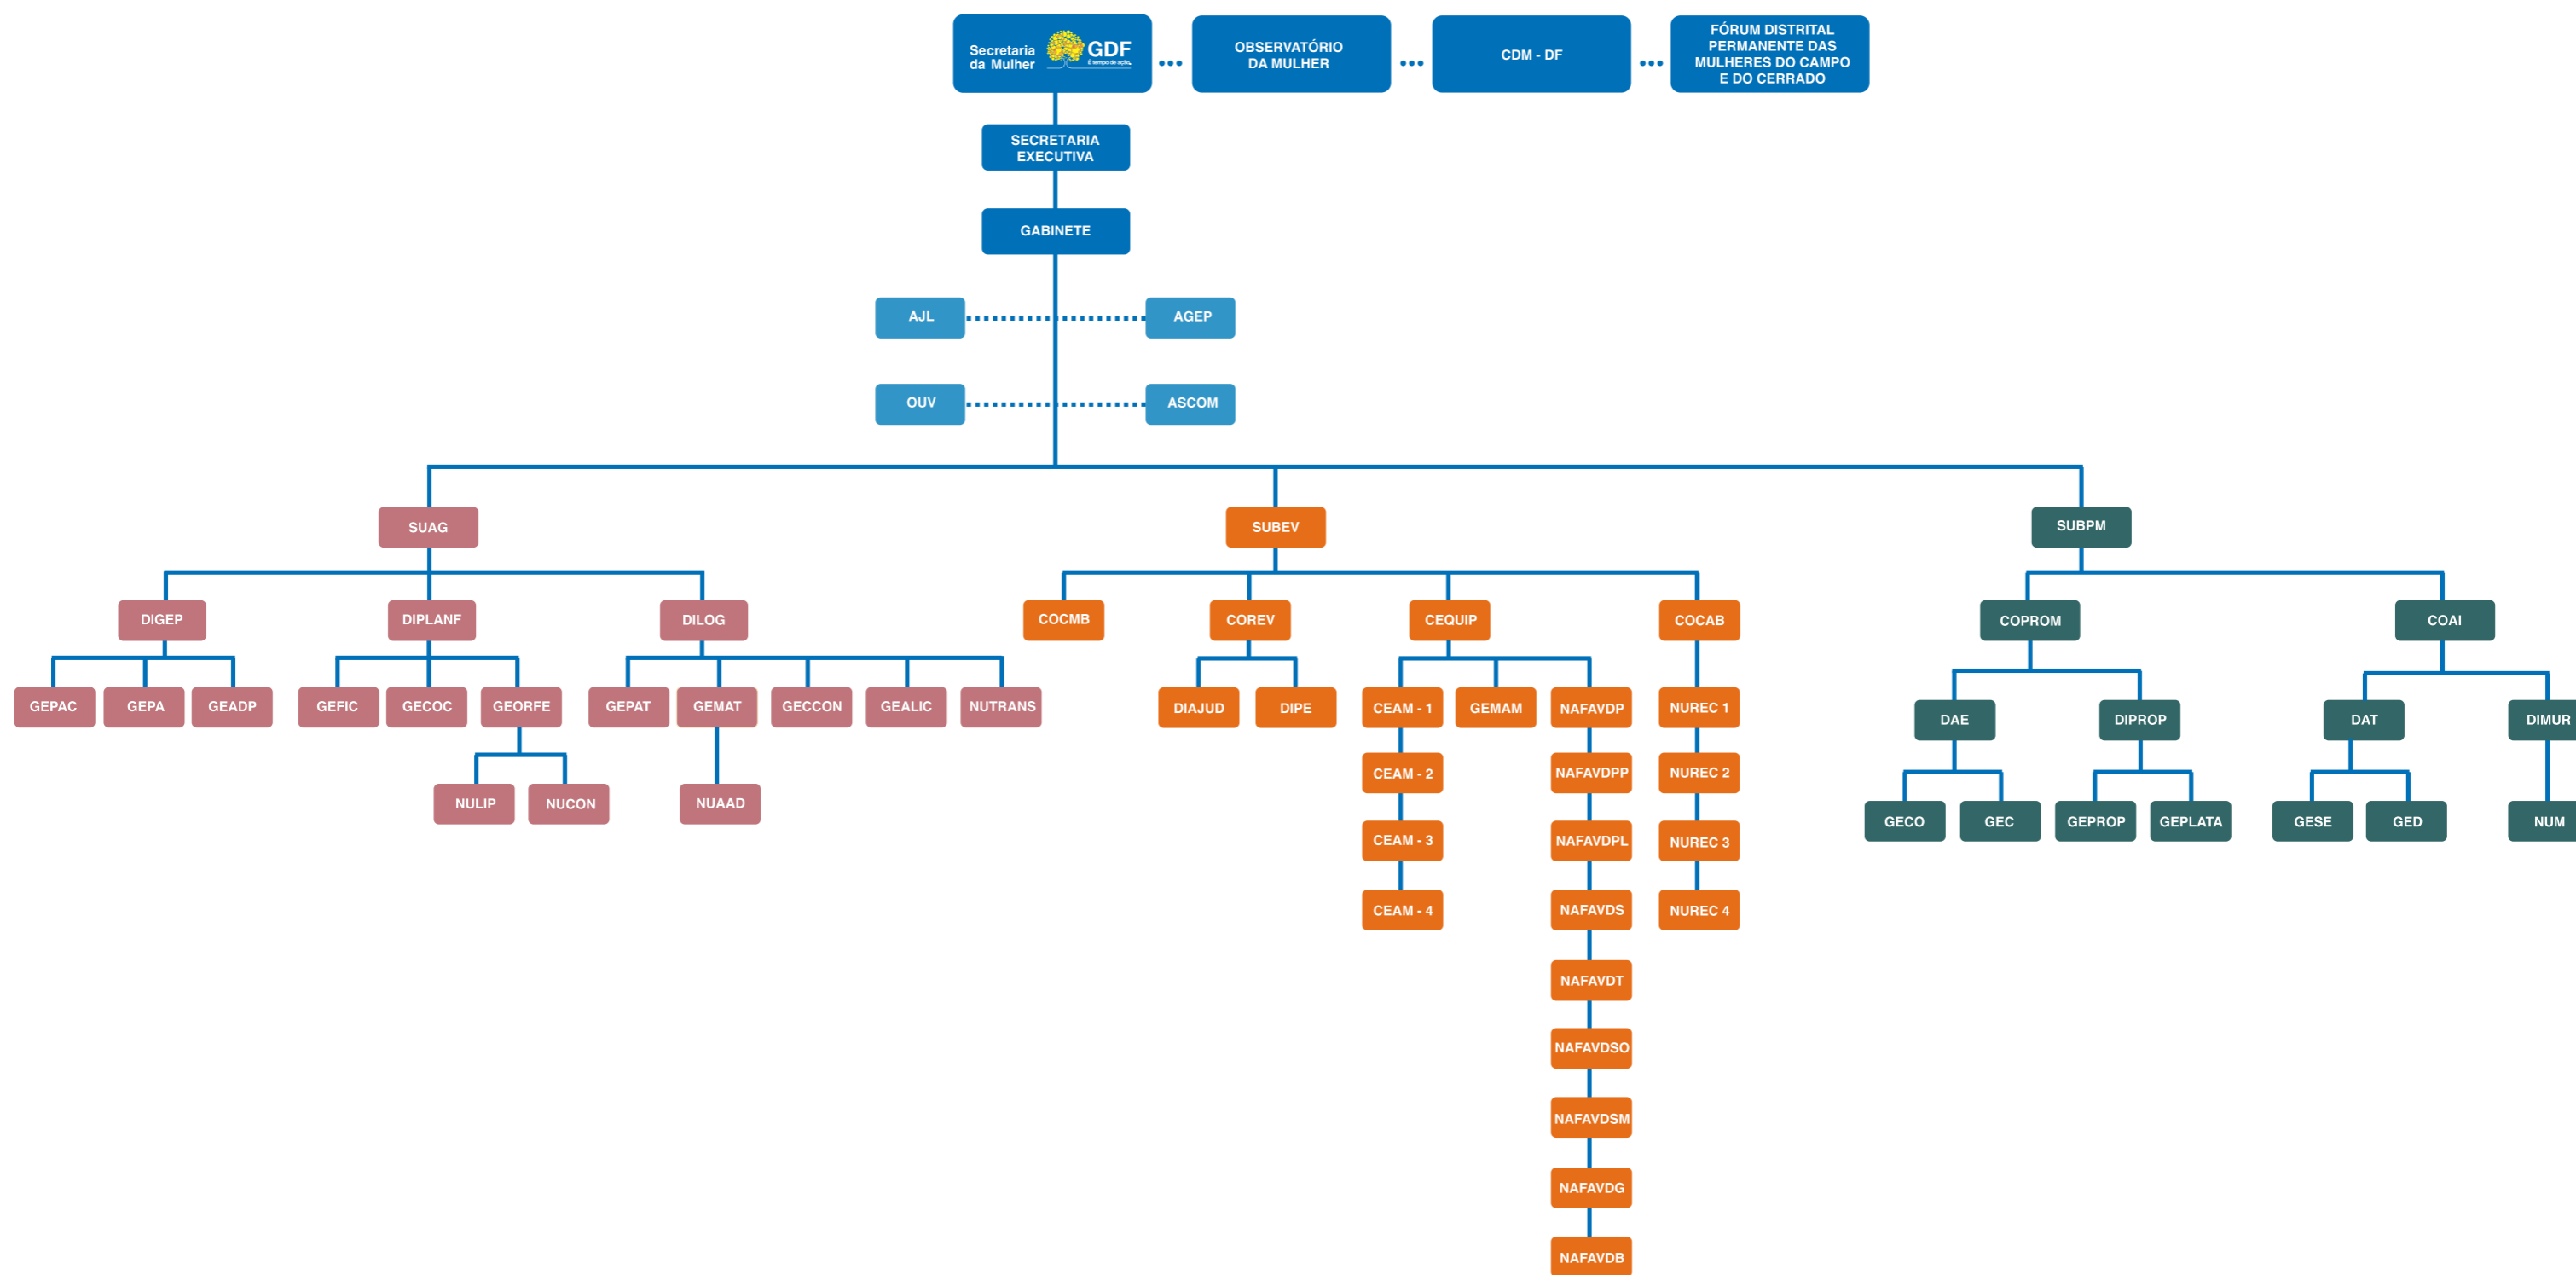 Secretaria
da Mulher
GDF
É tempo de ação.
OBSERVATÓRIO
DA MULHER
CDM - DF
FÓRUM DISTRITAL
PERMANENTE DAS
MULHERES DO CAMPO
E DO CERRADO
SECRETARIA
EXECUTIVA
GABINETE
AJL
AGEP
OUV
ASCOM
SUAG
SUBEV
SUBPM
DIGEP
DIPLANF
DILOG
COCMB
COREV
CEQUIP
COCAB
COPROM
COAI
GEPAC
GEPA
GEADP
GEFIC
GECOC
GEORFE
GEPAT
GEMAT
GECCON
GEALIC
NUTRANS
DIAJUD
DIPE
CEAM - 1
GEMAM
NAFAVDP
NUREC 1
DAE
DIPROP
DAT
DIMUR
CEAM - 2
NAFAVDPP
NUREC 2
NULIP
NUCON
NUAAD
GECO
GEC
GEPROP
GEPLATA
GESE
GED
NUM
CEAM - 3
NAFAVDPL
NUREC 3
CEAM - 4
NAFAVDS
NUREC 4
NAFAVDT
NAFAVDSO
NAFAVDSM
NAFAVDG
NAFAVDB